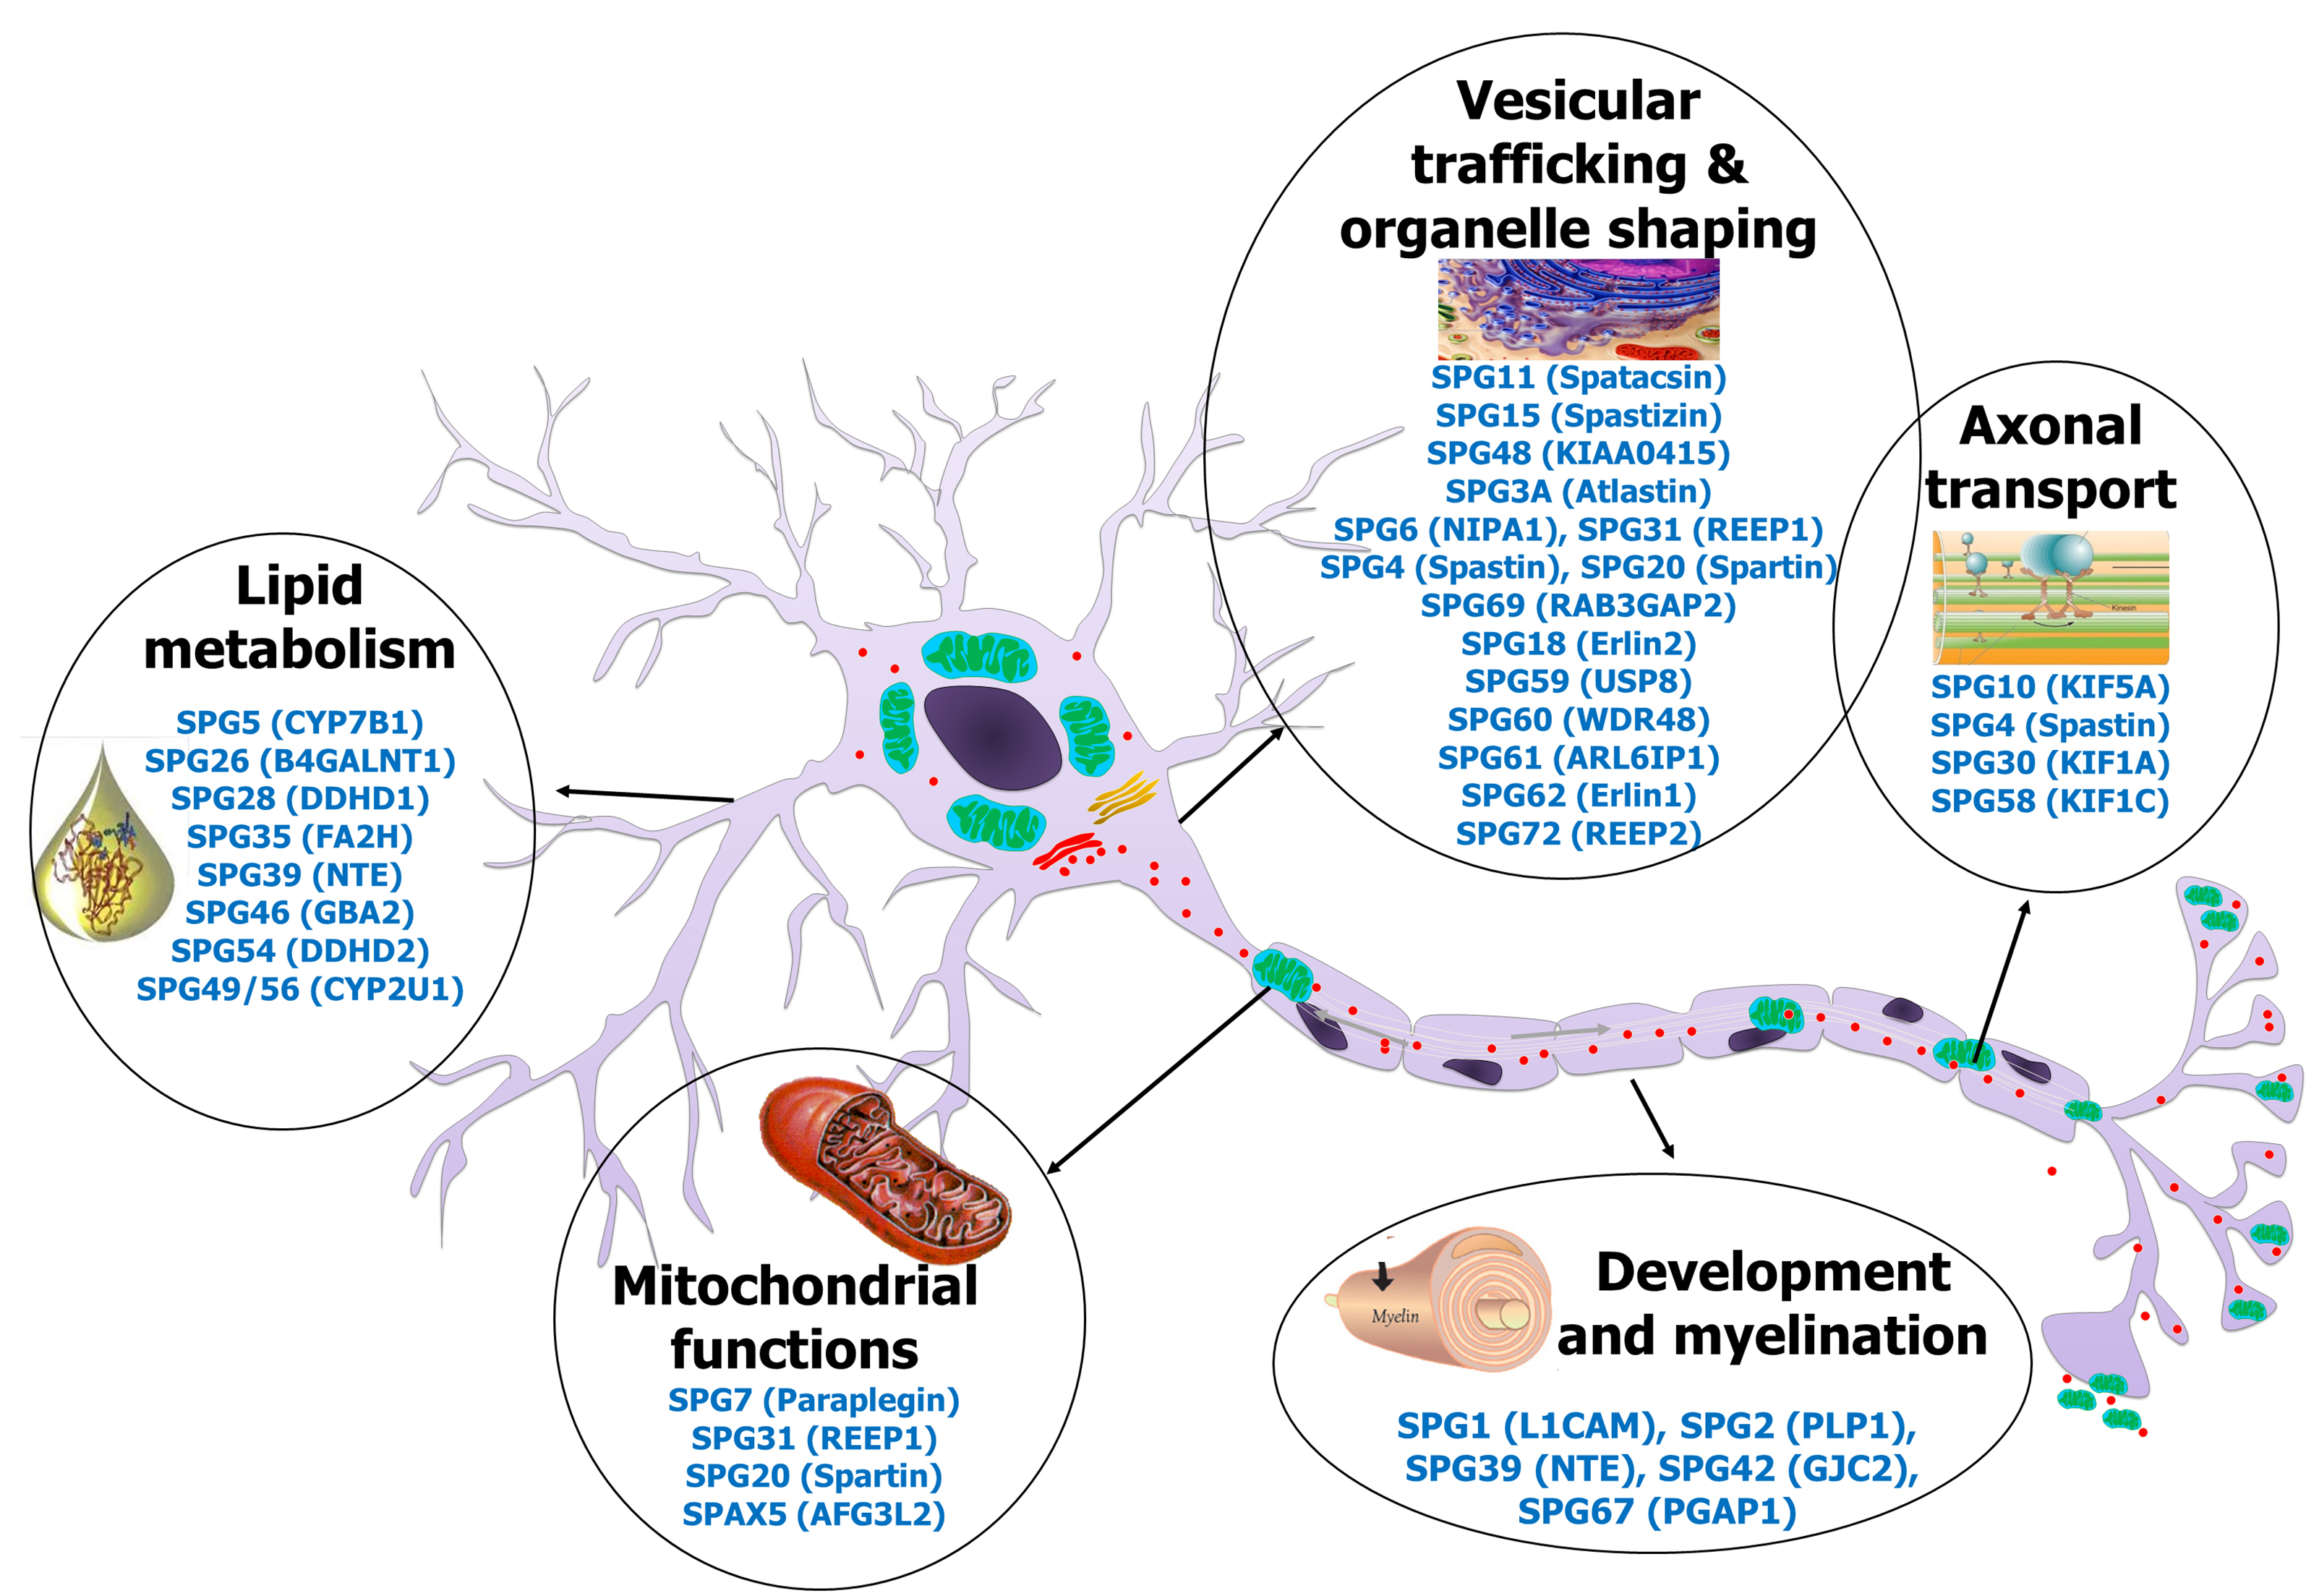 Vesicular
trafficking &
organelle shaping
SPG11 (Spatacsin)
SPG15 (Spastizin)
SPG48 (KIAA0415)
SPG3A (Atlastin)
SPG6 (NIPA1), SPG31 (REEP1)
SPG4 (Spastin), SPG20 (Spartin)
SPG69 (RAB3GAP2)
SPG18 (Erlin2)
SPG59 (USP8)
SPG60 (WDR48)
SPG61 (ARL6IP1)
SPG62 (Erlin1)
SPG72 (REEP2)
Axonal
transport
Kinesin
SPG10 (KIF5A)
SPG4 (Spastin)
SPG30 (KIF1A)
SPG58 (KIF1C)
Lipid
metabolism
SPG5 (CYP7B1)
SPG26 (B4GALNT1)
SPG28 (DDHD1)
SPG35 (FA2H)
SPG39 (NTE)
SPG46 (GBA2)
SPG54 (DDHD2)
SPG49/56 (CYP2U1)
Mitochondrial
functions
SPG7 (Paraplegin)
SPG31 (REEP1)
SPG20 (Spartin)
SPAX5 (AFG3L2)
Myelin
Development
and myelination
SPG1 (L1CAM), SPG2 (PLP1),
SPG39 (NTE), SPG42 (GJC2),
SPG67 (PGAP1)